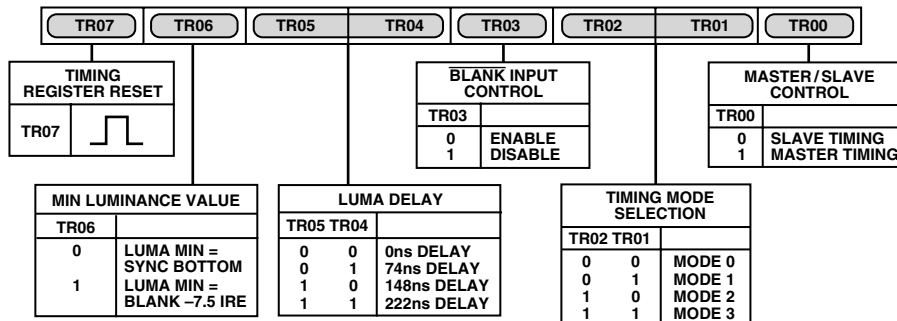 TR07 TR06 TR05 TR04 TR03 TR02 TR01 TR00
TIMING
REGISTER RESET
TR07
BLANK INPUT
CONTROL
TR03
0 ENABLE
1 DISABLE
MASTER/SLAVE
CONTROL
TR00
0 SLAVE TIMING
1 MASTER TIMING
MIN LUMINANCE VALUE
TR06
0 LUMA MIN =
SYNC BOTTOM
1 LUMA MIN =
BLANK –7.5 IRE
LUMA DELAY
TR05 TR04
0 0 0ns DELAY
0 1 74ns DELAY
1 0 148ns DELAY
1 1 222ns DELAY
TIMING MODE
SELECTION
TR02 TR01
0 0 MODE 0
0 1 MODE 1
1 0 MODE 2
1 1 MODE 3